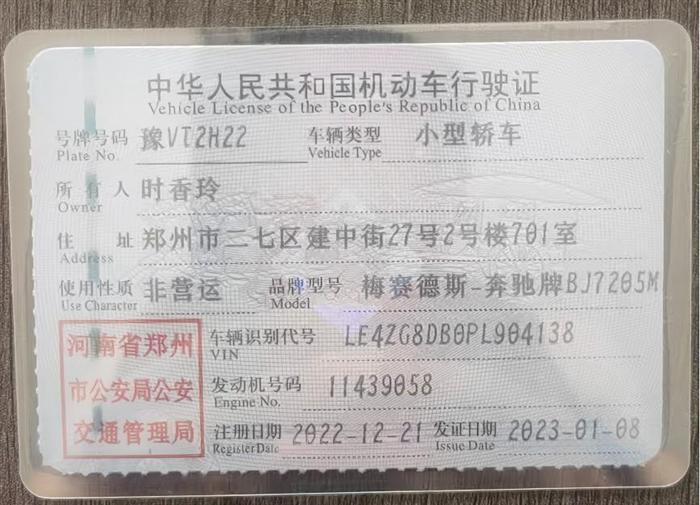 中华人民共和国机动车行驶证
Vehicle License of the People's Republic of China
号牌号码 豫VT2H22 车辆类型 小型轿车
Plate No. Vehicle Type
所有人 时香玲
Owner
住址 郑州市二七区建中街27号2号楼701室
Address
使用性质 非营运 品牌型号 梅赛德斯-奔驰牌BJ7205M
Use Character Model
河南省郑州市公安局公安交通管理局
车辆识别代号 LE4ZG8DB0PL904138
VIN
发动机号码 11439058
Engine No.
注册日期 2022-12-21 发证日期 2023-01-08
Register Date Issue Date